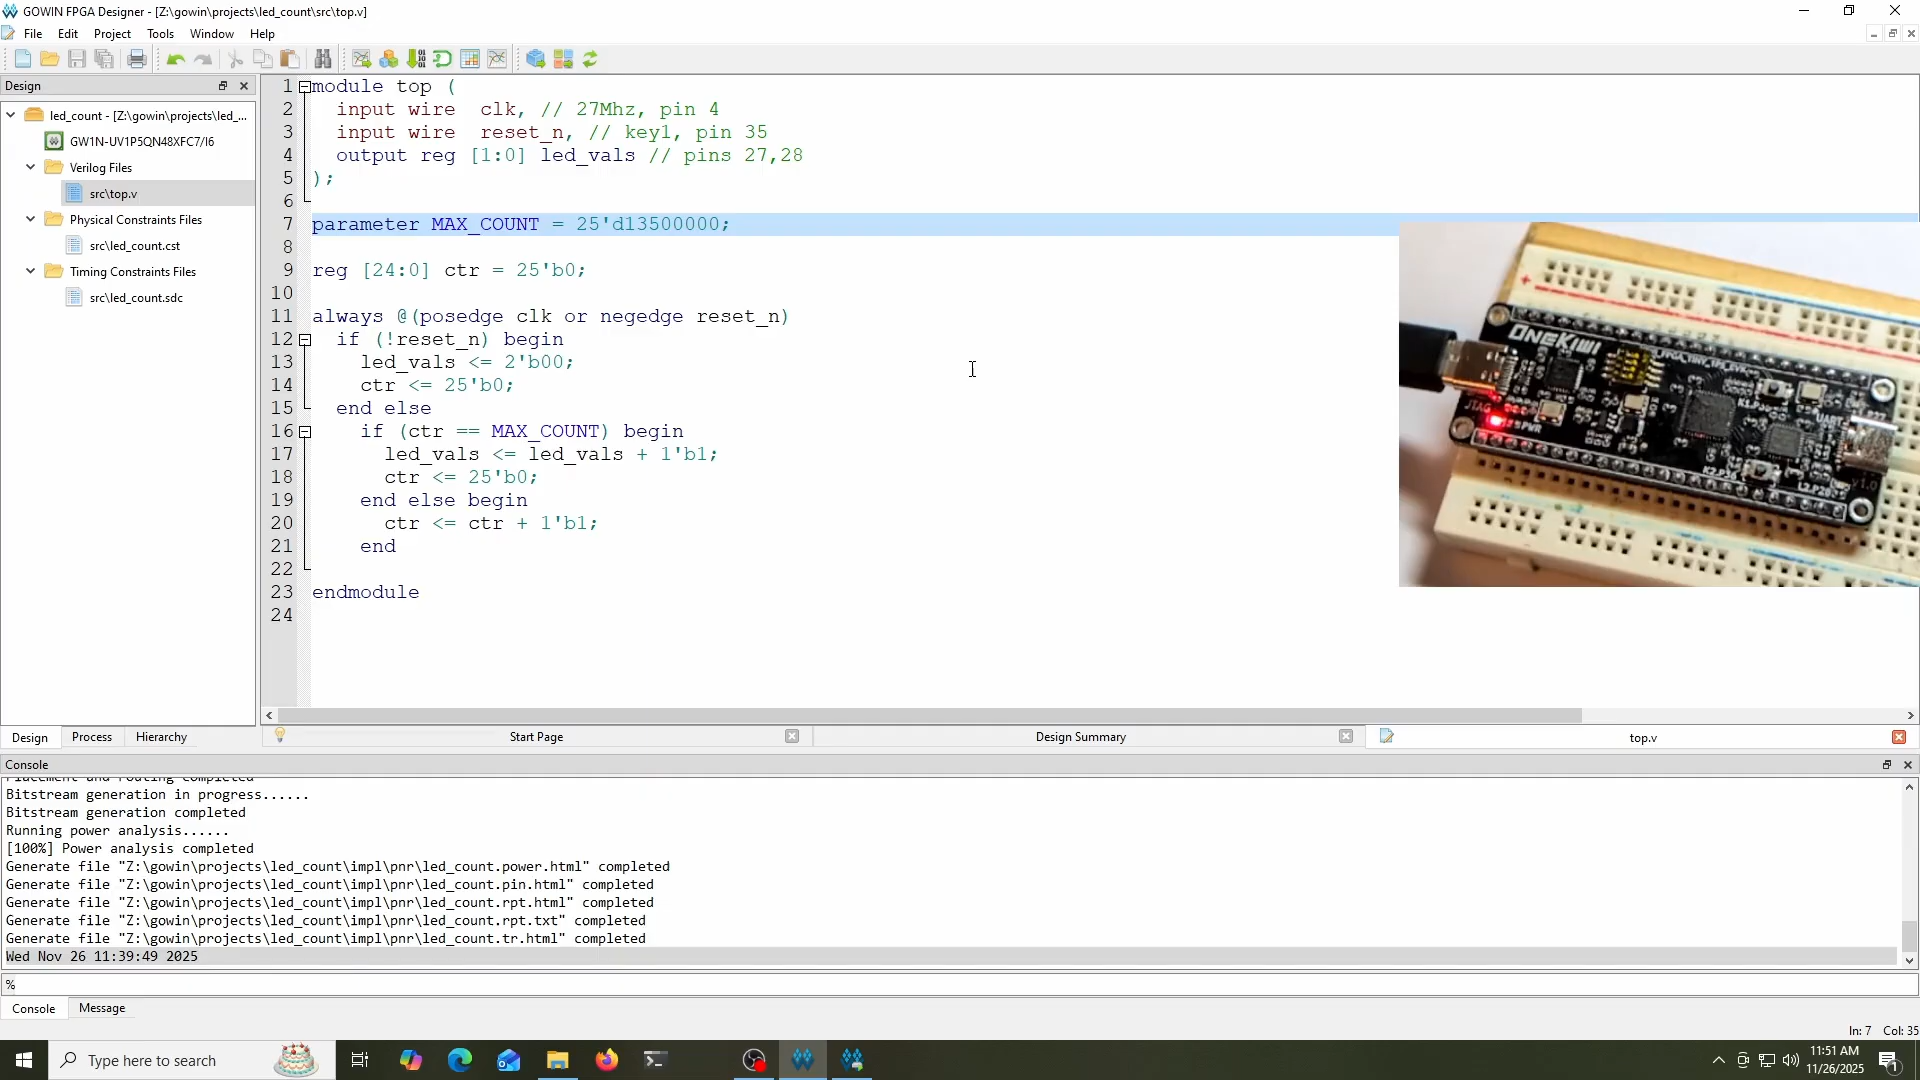 GOWIN FPGA Designer - [Z:\gowin\projects\led_count\src\top.v]
File Edit Project Tools Window Help
Design
led_count - [Z:\gowin\projects\led_...
GW1N-UV1P5QN48XFC7/I6
Verilog Files
src\top.v
Physical Constraints Files
src\led_count.cst
Timing Constraints Files
src\led_count.sdc
1 module top (
2 input wire clk, // 27Mhz, pin 4
3 input wire reset_n, // key1, pin 35
4 output reg [1:0] led_vals // pins 27,28
5 );
6
7 parameter MAX_COUNT = 25'd13500000;
8
9 reg [24:0] ctr = 25'b0;
10
11 always @(posedge clk or negedge reset_n)
12 if (!reset_n) begin
13 led_vals <= 2'b00;
14 ctr <= 25'b0;
15 end else
16 if (ctr == MAX_COUNT) begin
17 led_vals <= led_vals + 1'b1;
18 ctr <= 25'b0;
19 end else begin
20 ctr <= ctr + 1'b1;
21 end
22
23 endmodule
24
ONEKIWI
JTAG
PWR
UART
Design Process Hierarchy
Start Page
Design Summary
top.v
Console
Placement and routing completed
Bitstream generation in progress......
Bitstream generation completed
Running power analysis......
[100%] Power analysis completed
Generate file "Z:\gowin\projects\led_count\impl\pnr\led_count.power.html" completed
Generate file "Z:\gowin\projects\led_count\impl\pnr\led_count.pin.html" completed
Generate file "Z:\gowin\projects\led_count\impl\pnr\led_count.rpt.html" completed
Generate file "Z:\gowin\projects\led_count\impl\pnr\led_count.rpt.txt" completed
Generate file "Z:\gowin\projects\led_count\impl\pnr\led_count.tr.html" completed
Wed Nov 26 11:39:49 2025
%
Console Message
ln: 7 Col: 35
Type here to search
11:51 AM
11/26/2025
1